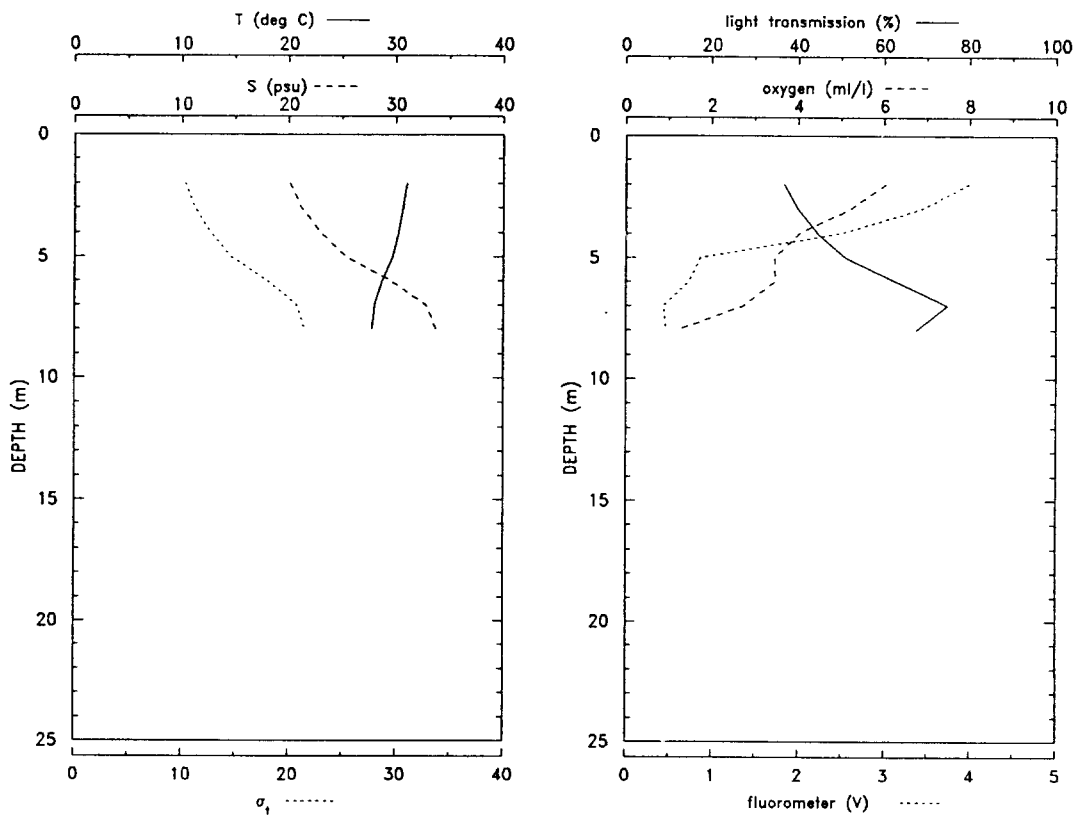 T (deg C)
0 10 20 30 40
S (psu)
0 10 20 30 40
0
5
10
15
20
25
DEPTH (m)
0 10 20 30 40
σt
light transmission (%)
0 20 40 60 80 100
oxygen (ml/l)
0 2 4 6 8 10
0
5
10
15
20
25
DEPTH (m)
0 1 2 3 4 5
fluorometer (V)